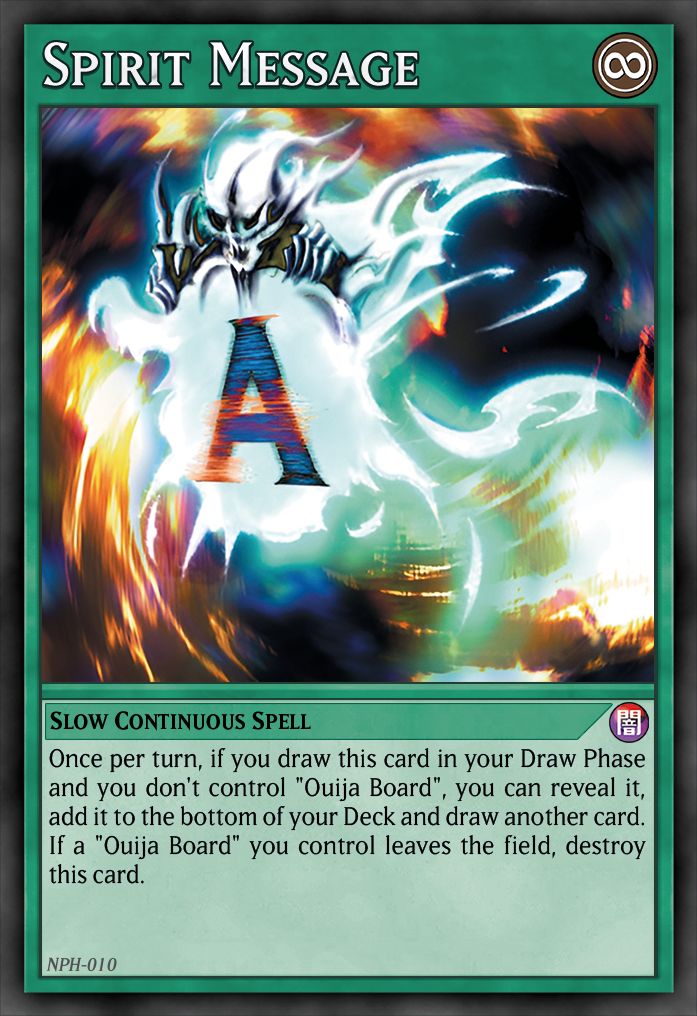 Spirit Message
A
Slow Continuous Spell
闇
Once per turn, if you draw this card in your Draw Phase
and you don't control "Ouija Board", you can reveal it,
add it to the bottom of your Deck and draw another card.
If a "Ouija Board" you control leaves the field, destroy
this card.
NPH-010